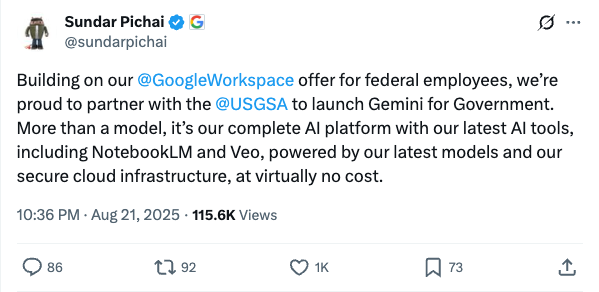 Sundar Pichai
@sundarpichai
Building on our @GoogleWorkspace offer for federal employees, we’re
proud to partner with the @USGSA to launch Gemini for Government.
More than a model, it’s our complete AI platform with our latest AI tools,
including NotebookLM and Veo, powered by our latest models and our
secure cloud infrastructure, at virtually no cost.
10:36 PM · Aug 21, 2025 · 115.6K Views
86 92 1K 73